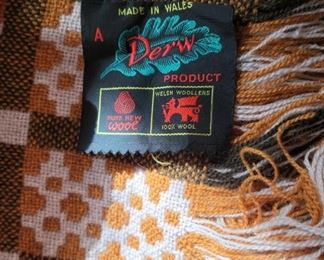 MADE IN WALES
A
Derw
PRODUCT
PURE NEW
WOOL
WELSH WOOLLENS
100% WOOL